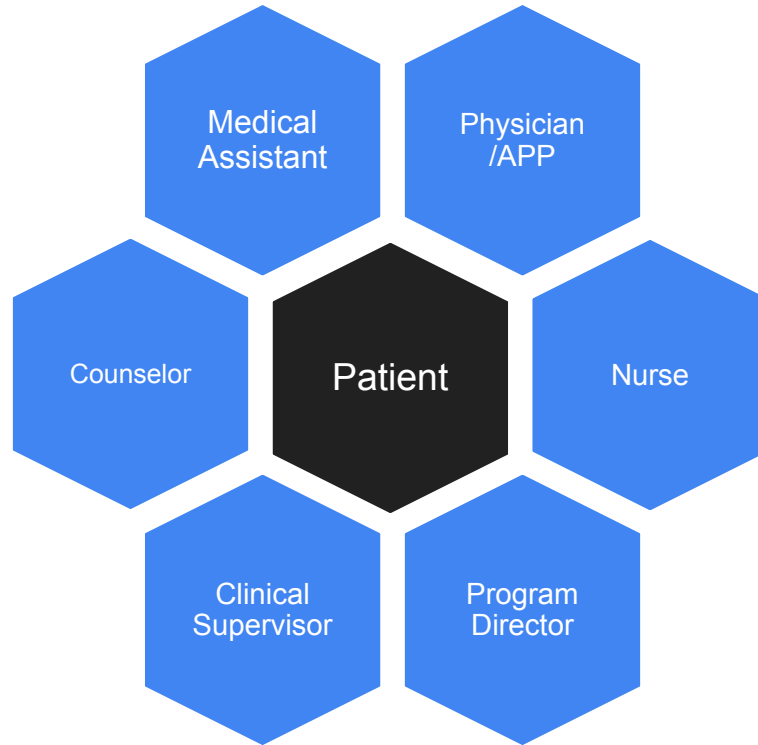 Medical
Assistant
Physician
/APP
Counselor
Patient
Nurse
Clinical
Supervisor
Program
Director